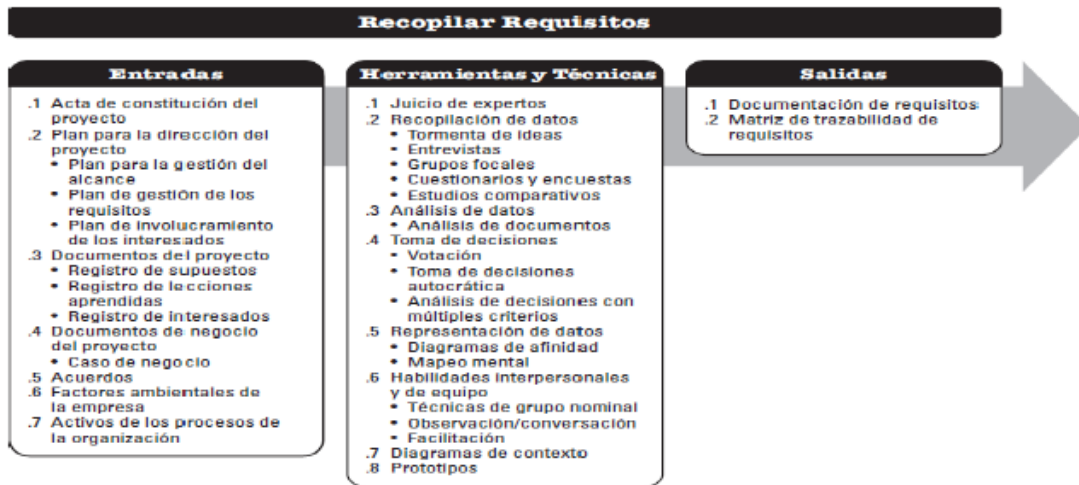 Recopilar Requisitos
Entradas
.1 Acta de constitución del
proyecto
.2 Plan para la dirección del
proyecto
• Plan para la gestión del
alcance
• Plan de gestión de los
requisitos
• Plan de involucramiento
de los interesados
.3 Documentos del proyecto
• Registro de supuestos
• Registro de lecciones
aprendidas
• Registro de interesados
.4 Documentos de negocio
del proyecto
• Caso de negocio
.5 Acuerdos
.6 Factores ambientales de
la empresa
.7 Activos de los procesos de
la organización
Herramientas y Técnicas
.1 Juicio de expertos
.2 Recopilación de datos
• Tormenta de ideas
• Entrevistas
• Grupos focales
• Cuestionarios y encuestas
• Estudios comparativos
.3 Análisis de datos
• Análisis de documentos
.4 Toma de decisiones
• Votación
• Toma de decisiones
autocrática
• Análisis de decisiones con
múltiples criterios
.5 Representación de datos
• Diagramas de afinidad
• Mapeo mental
.6 Habilidades interpersonales
y de equipo
• Técnicas de grupo nominal
• Observación/conversación
• Facilitación
.7 Diagramas de contexto
.8 Prototipos
Salidas
.1 Documentación de requisitos
.2 Matriz de trazabilidad de
requisitos